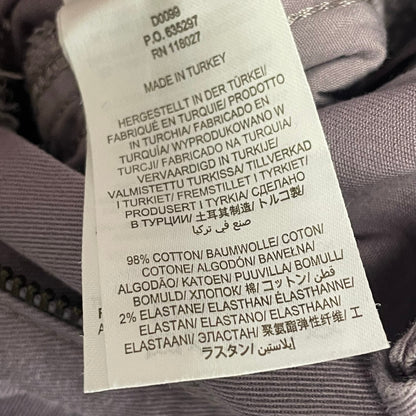 D0099
P.O. 635297
RN 118027
MADE IN TURKEY
HERGESTELLT IN DER TÜRKEI/
FABRIQUÉ EN TURQUIE/PRODOTTO
IN TURCHIA/ FABRICADO EN
TURQUÍA/ WYPRODUKOWANO W
TURCJI/ FABRICADO NA TURQUIA/
VERVAARDIGD IN TURKIJE/
VALMISTETTU TURKISSA/ TILLVERKAD
I TURKIET/ FREMSTILLET I TYRKIET/
PRODUSERT I TYRKIA/ СДЕЛАНО
В ТУРЦИИ/ 土耳其制造/ トルコ製/
صنع في تركيا
98% COTTON/ BAUMWOLLE/ COTON/
COTONE/ ALGODÓN/ BAWEŁNA/
ALGODÃO/ KATOEN/ PUUVILLA/ BOMULL/
BOMULD/ ХЛОПОК/ 棉/ コットン/ قطن/
2% ELASTANE/ ELASTAN/ ÉLASTHANNE/
ELASTAN/ ELASTANO/ ELASTAN/
ELASTAANI/ ЭЛАСТАН/ 聚氨酯弹性纤维/ エ
ラスタン/ إيلاستين/